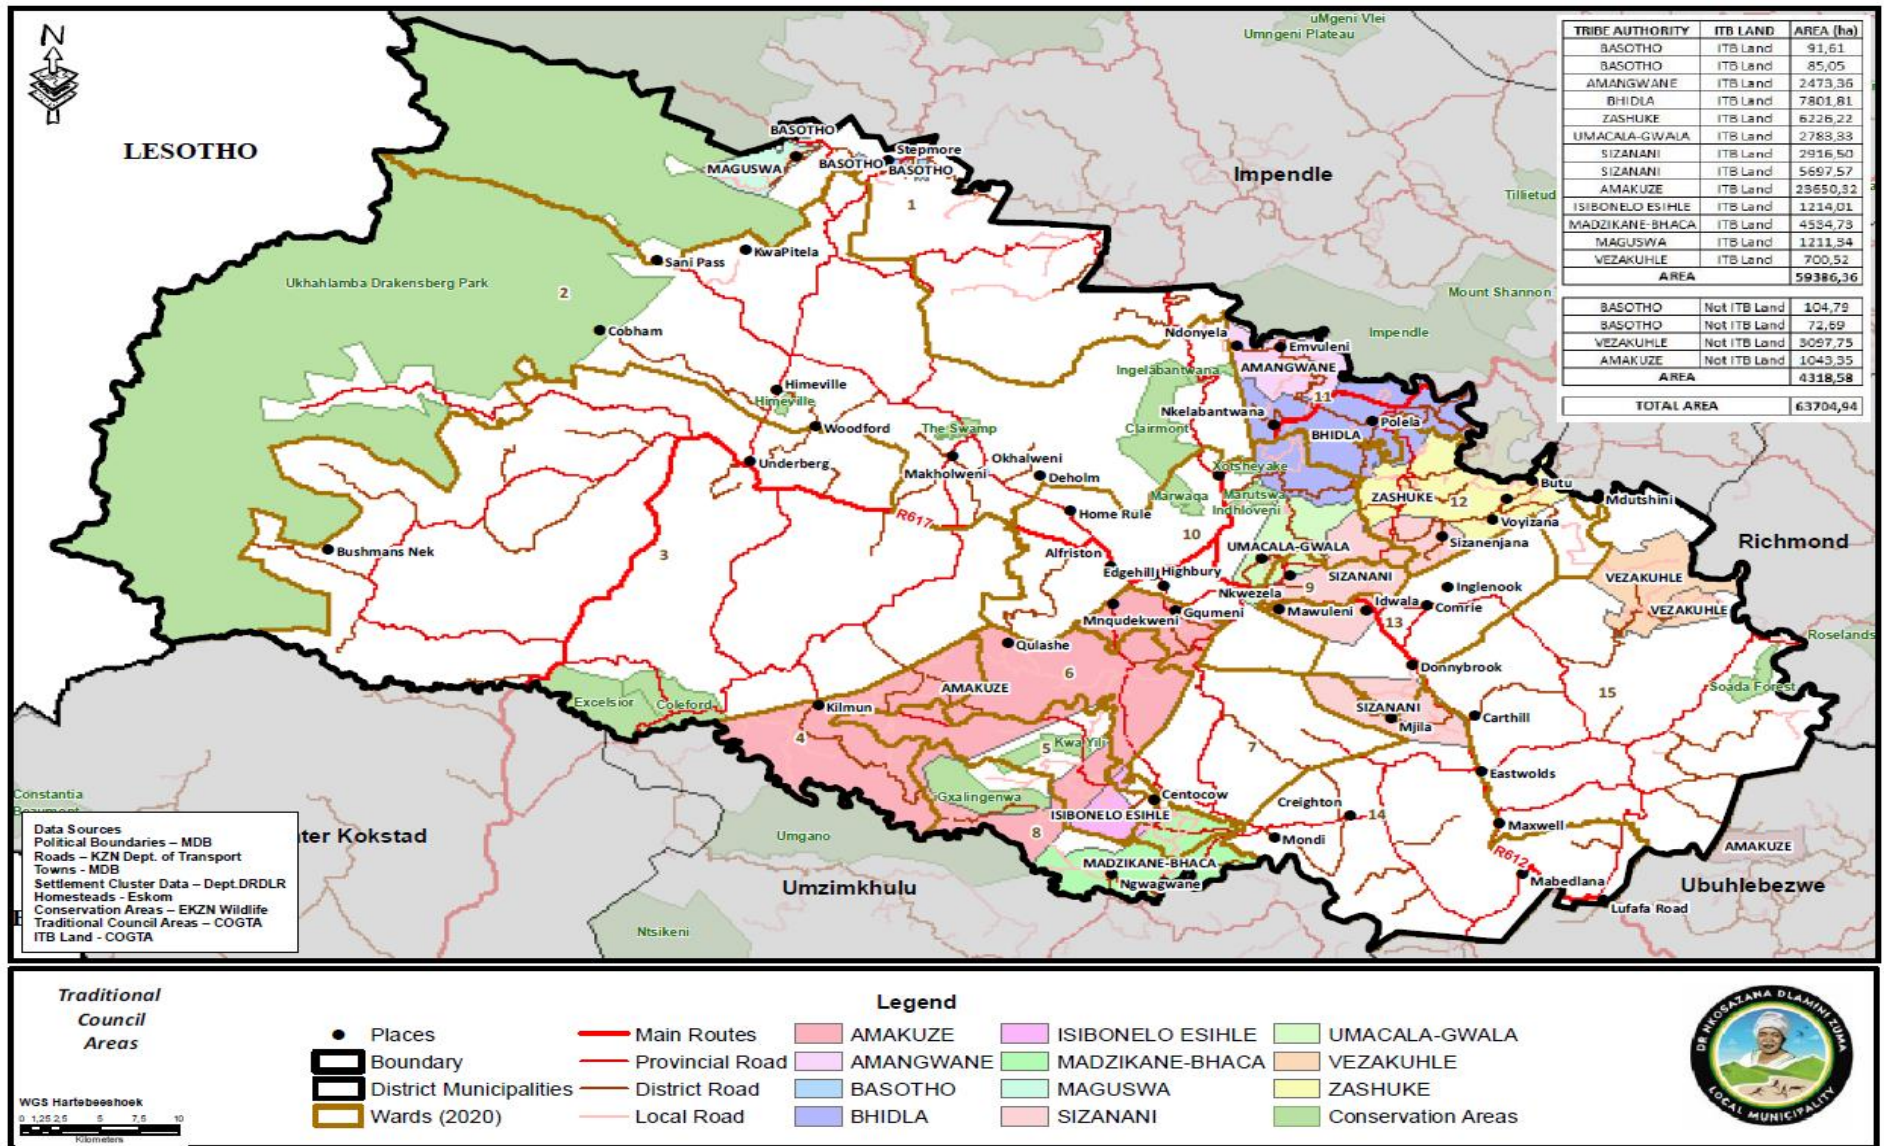 N
LESOTHO
uMgeni Vlei
Umngeni Plateau
TRIBE AUTHORITY ITB LAND AREA (ha)
BASOTHO ITB Land 91,61
BASOTHO ITB Land 85,05
AMANGWANE ITB Land 2473,36
BHIDLA ITB Land 7801,81
ZASHUKE ITB Land 6226,22
UMACALA-GWALA ITB Land 2783,33
SIZANANI ITB Land 2916,50
SIZANANI ITB Land 5697,57
AMAKUZE ITB Land 23650,32
ISIBONELO ESIHLE ITB Land 1214,01
MADZIKANE-BHACA ITB Land 4534,73
MAGUSWA ITB Land 1211,34
VEZAKUHLE ITB Land 700,52
AREA 59386,36
BASOTHO Not ITB Land 104,79
BASOTHO Not ITB Land 72,69
VEZAKUHLE Not ITB Land 3097,75
AMAKUZE Not ITB Land 1043,35
AREA 4318,58
TOTAL AREA 63704,94
BASOTHO
Stepmore
MAGUSWA
BASOTHO
BASOTHO
Impendle
Tillietud
1
KwaPitela
Sani Pass
Ukhahlamba Drakensberg Park
2
Mount Shannon
Cobham
Ndonyela
Impendle
Emvuleni
Ingelabantwana
AMANGWANE
Himeville
Himeville
11
Nkelabantwana
Polela
Woodford
The Swamp
Clairmont
BHIDLA
Okhalweni
Underberg
Makholweni
Deholm
Xotsheyake
Butu
Marwaqa
Marutswa
Indhloveni
ZASHUKE
12
Mdutshini
R617
Home Rule
Voyizana
10
Bushmans Nek
3
Alfriston
UMACALA-GWALA
Sizanenjana
Richmond
Edgehill
Highbury
SIZANANI
VEZAKUHLE
Nkwezela
9
Inglenook
Mnqudekweni
Gqumeni
Mawuleni
Idwala
Comrie
VEZAKUHLE
13
Roselands
Qulashe
Donnybrook
6
AMAKUZE
Excelsior
Coleford
Kilmun
SIZANANI
Mjila
Carthill
15
Soada Forest
4
5
Kwa Yili
7
Eastwolds
Constantia
Gxalingenwa
Centocow
Creighton
ISIBONELO ESIHLE
14
Maxwell
Umgano
8
Mondi
AMAKUZE
MADZIKANE-BHACA
R612
Ngwagwane
Mabedlana
Umzimkhulu
Ubuhlebezwe
Lufafa Road
Ntsikeni
ter Kokstad
Data Sources
Political Boundaries – MDB
Roads – KZN Dept. of Transport
Towns - MDB
Settlement Cluster Data – Dept.DRDLR
Homesteads - Eskom
Conservation Areas – EKZN Wildlife
Traditional Council Areas – COGTA
ITB Land - COGTA
Traditional
Council
Areas
WGS Hartebeeshoek
0 1,25 2,5 5 7,5 10
Kilometers
Legend
Places
Boundary
District Municipalities
Wards (2020)
Main Routes
Provincial Road
District Road
Local Road
AMAKUZE
AMANGWANE
BASOTHO
BHIDLA
ISIBONELO ESIHLE
MADZIKANE-BHACA
MAGUSWA
SIZANANI
UMACALA-GWALA
VEZAKUHLE
ZASHUKE
Conservation Areas
DR NKOSAZANA DLAMINI ZUMA
LOCAL MUNICIPALITY